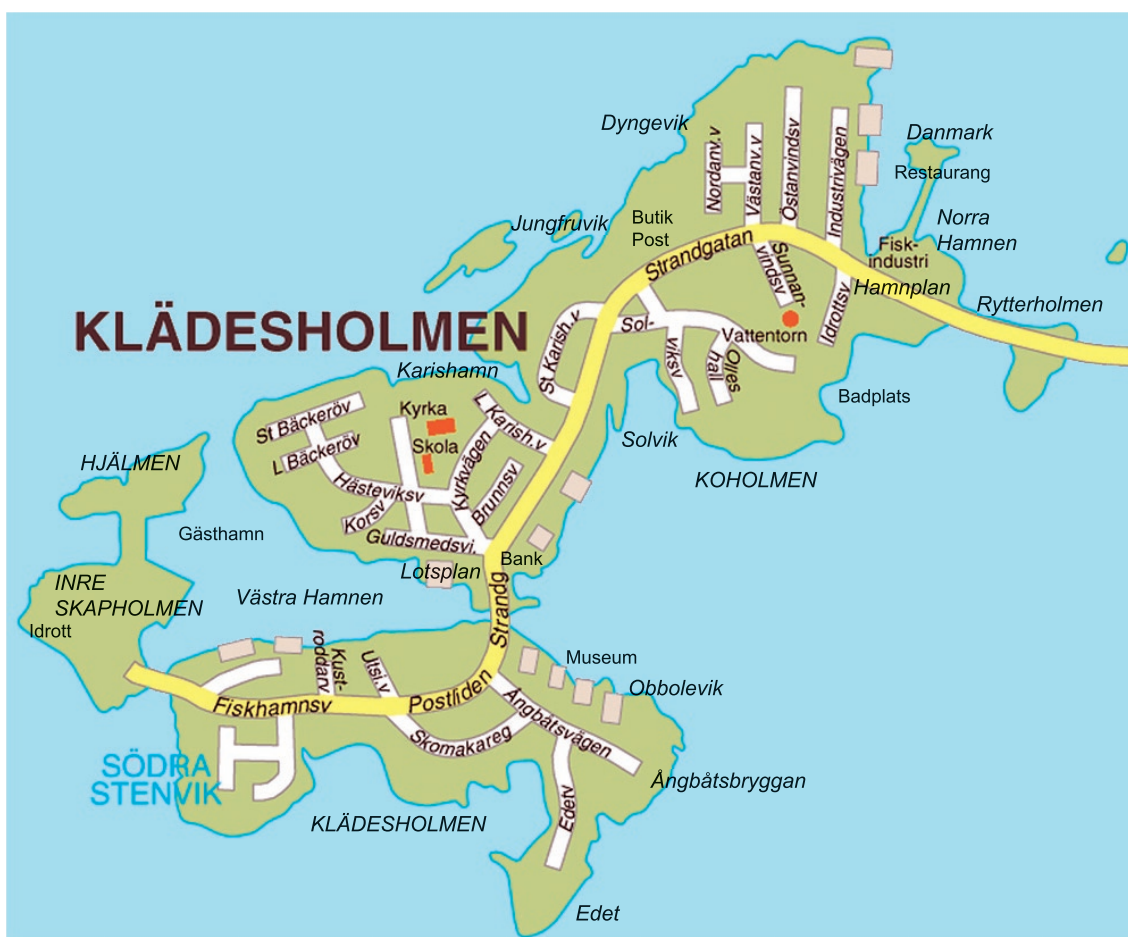 Dyngevik
Danmark
Restaurang
Nordanv.v
Västanv.v
Östanvindsv
Industrivägen
Jungfruvik
Butik
Post
Norra
Hamnen
Strandgatan
Sunnan-
vindsv
Fisk-
industri
Hamnplan
Rytterholmen
KLÄDESHOLMEN
St Karish.v
Sol-
viksv
Vattentorn
Idrottsv
Olles
hall
Karishamn
Badplats
Kyrka
L Karish.v
St Bäckeröv
Skola
Solvik
L Bäckeröv
HJÄLMEN
KOHOLMEN
Hästeviksv
Kyrkvägen
Brunnsv
Korsv
Gästhamn
Guldsmedsvi.
Bank
Lotsplan
INRE
SKAPHOLMEN
Västra Hamnen
Strandg
Idrott
Kust-
roddarv
Utsi.v
Museum
Obbolevik
Fiskhamnsv
Postliden
Ångbåtsvägen
Skomakareg
SÖDRA
STENVIK
Ångbåtsbryggan
KLÄDESHOLMEN
Edetv
Edet